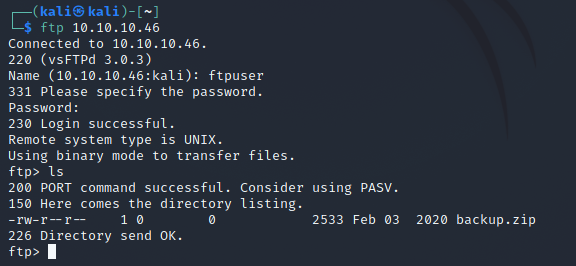 ┌──(kali㉿kali)-[~]
└─$ ftp 10.10.10.46
Connected to 10.10.10.46.
220 (vsFTPd 3.0.3)
Name (10.10.10.46:kali): ftpuser
331 Please specify the password.
Password:
230 Login successful.
Remote system type is UNIX.
Using binary mode to transfer files.
ftp> ls
200 PORT command successful. Consider using PASV.
150 Here comes the directory listing.
-rw-r--r--    1 0        0            2533 Feb 03  2020 backup.zip
226 Directory send OK.
ftp>